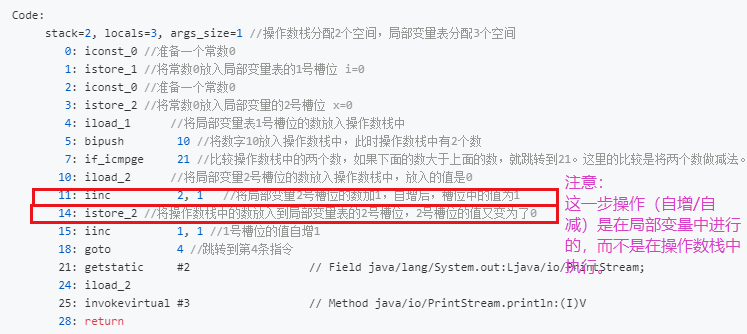 Code:
stack=2, locals=3, args_size=1 //操作数栈分配2个空间，局部变量表分配3个空间
0: iconst_0 //准备一个常数0
1: istore_1 //将常数0放入局部变量表的1号槽位 i=0
2: iconst_0 //准备一个常数0
3: istore_2 //将常数0放入局部变量的2号槽位 x=0
4: iload_1 //将局部变量表1号槽位的数放入操作数栈中
5: bipush 10 //将数字10放入操作数栈中，此时操作数栈中有2个数
7: if_icmpge 21 //比较操作数栈中的两个数，如果下面的数大于上面的数，就跳转到21。这里的比较是将两个数做减法。
10: iload_2 //将局部变量2号槽位的数放入操作数栈中，放入的值是0
11: iinc 2, 1 //将局部变量2号槽位的数加1，自增后，槽位中的值为1
14: istore_2 //将操作数栈中的数放入到局部变量表的2号槽位，2号槽位的值又变为了0
15: iinc 1, 1 //1号槽位的值自增1
18: goto 4 //跳转到第4条指令
21: getstatic #2 // Field java/lang/System.out:Ljava/io/PrintStream;
24: iload_2
25: invokevirtual #3 // Method java/io/PrintStream.println:(I)V
28: return
注意：
这一步操作（自增/自
减）是在局部变量中进行
的，而不是在操作数栈中
执行。